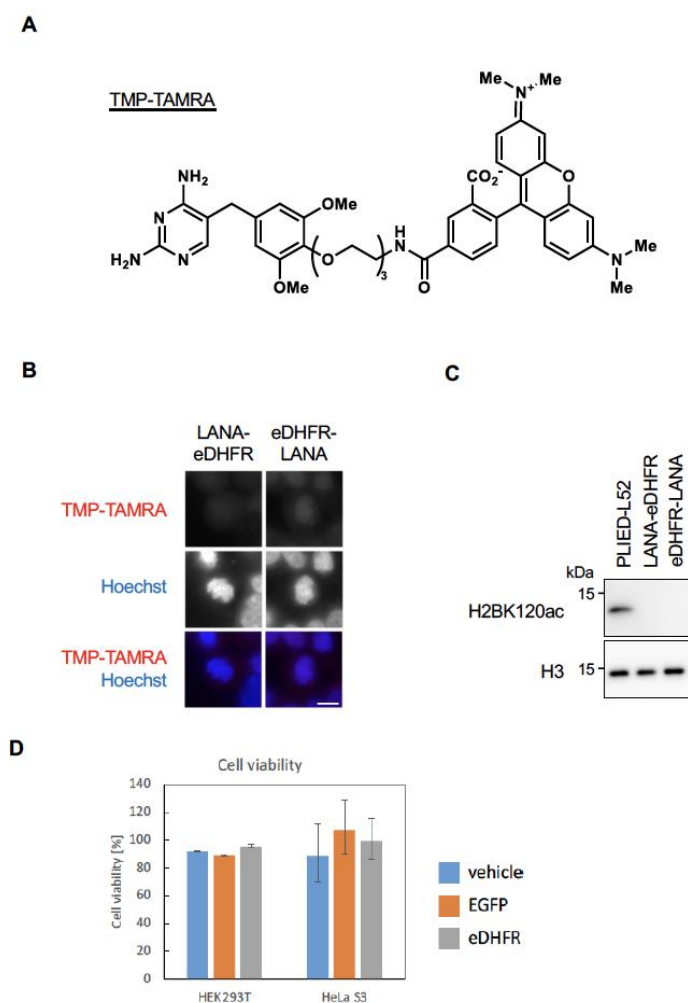 A
TMP-TAMRA
Me
Me
N+
NH2
N
H2N
N
OMe
O
OMe
3
H
N
O
CO2-
O
N
Me
Me
B
LANA-
eDHFR
eDHFR-
LANA
TMP-TAMRA
Hoechst
TMP-TAMRA
Hoechst
C
PLIED-L52
LANA-eDHFR
eDHFR-LANA
kDa
15
H2BK120ac
15
H3
D
Cell viability
Cell viability [%]
140
120
100
80
60
40
20
0
HEK293T
HeLa S3
vehicle
EGFP
eDHFR